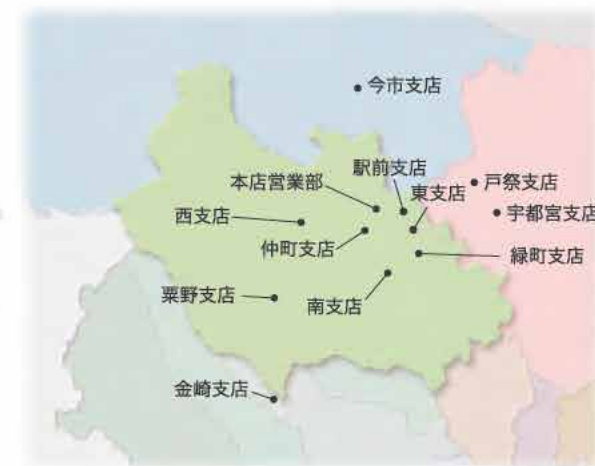 今市支店
駅前支店
本店営業部
戸祭支店
東支店
西支店
宇都宮支店
仲町支店
緑町支店
粟野支店
南支店
金崎支店